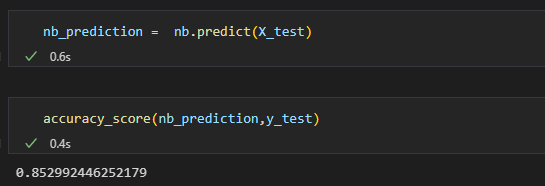 nb_prediction =  nb.predict(X_test)
0.6s
accuracy_score(nb_prediction,y_test)
0.4s
0.852992446252179